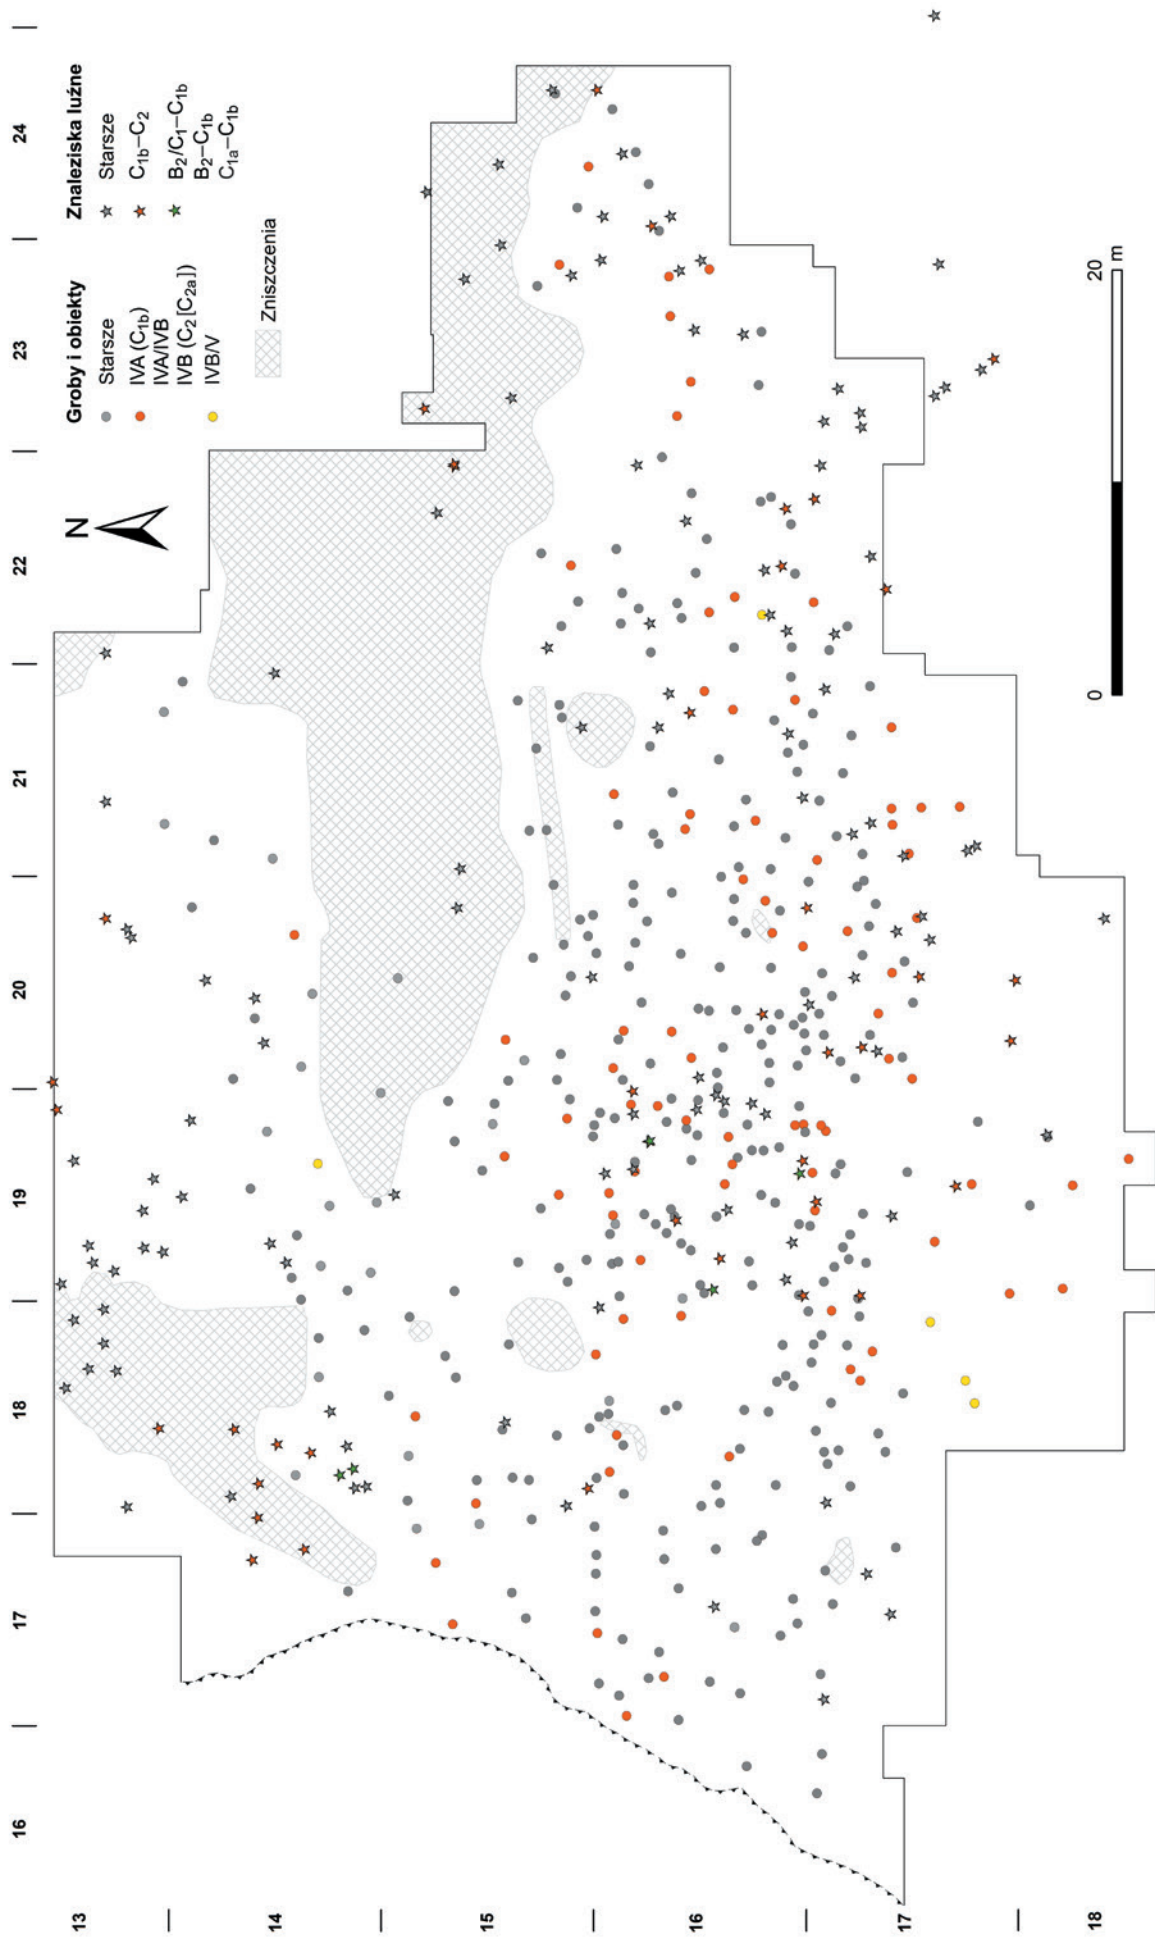 Groby i obiekty
Starsze
IVA (C1b)
IVA/IVB
IVB (C2 [C2a])
IVB/V
Zniszczenia
Znaleziska luźne
Starsze
C1b–C2
B2/C1–C1b
B2–C1b
C1a–C1b
N
16
17
18
19
20
21
22
23
24
13
14
15
16
17
18
0
20 m